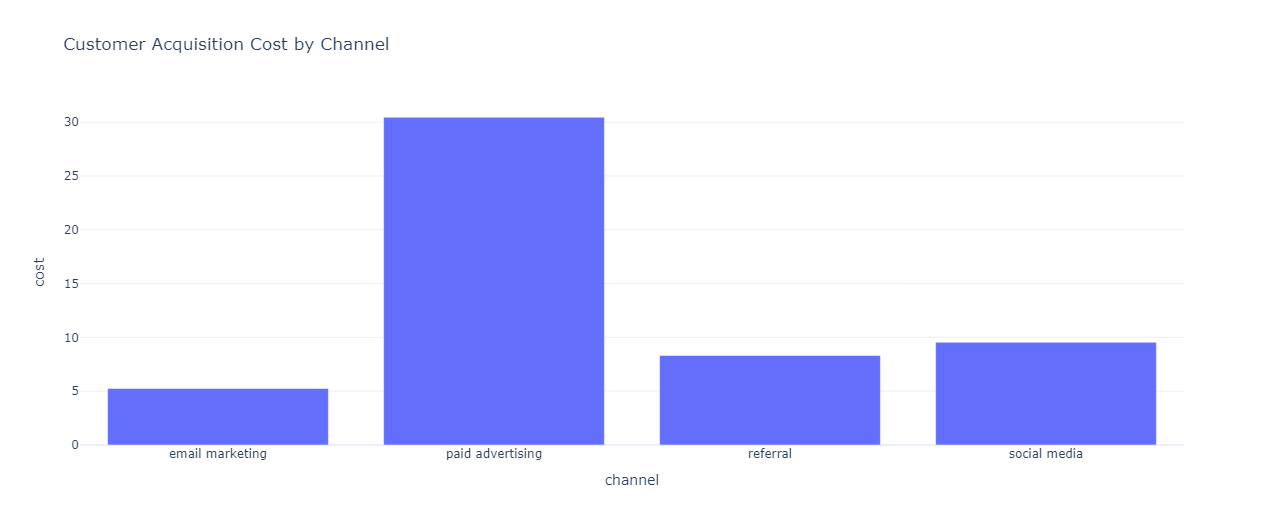 Customer Acquisition Cost by Channel
30
25
20
15
10
5
0
cost
email marketing
paid advertising
referral
social media
channel